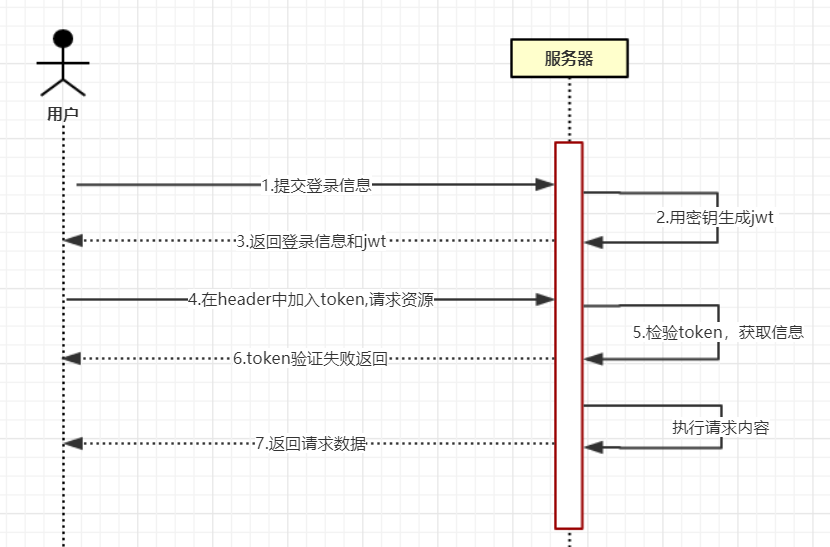 用户
服务器
1.提交登录信息
2.用密钥生成jwt
3.返回登录信息和jwt
4.在header中加入token,请求资源
5.检验token，获取信息
6.token验证失败返回
执行请求内容
7.返回请求数据